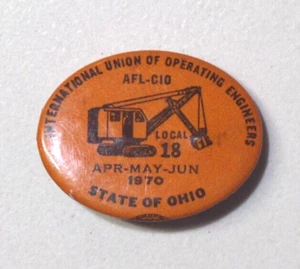 INTERNATIONAL UNION OF OPERATING ENGINEERS
AFL-CIO
LOCAL
18
APR-MAY-JUN
1970
STATE OF OHIO